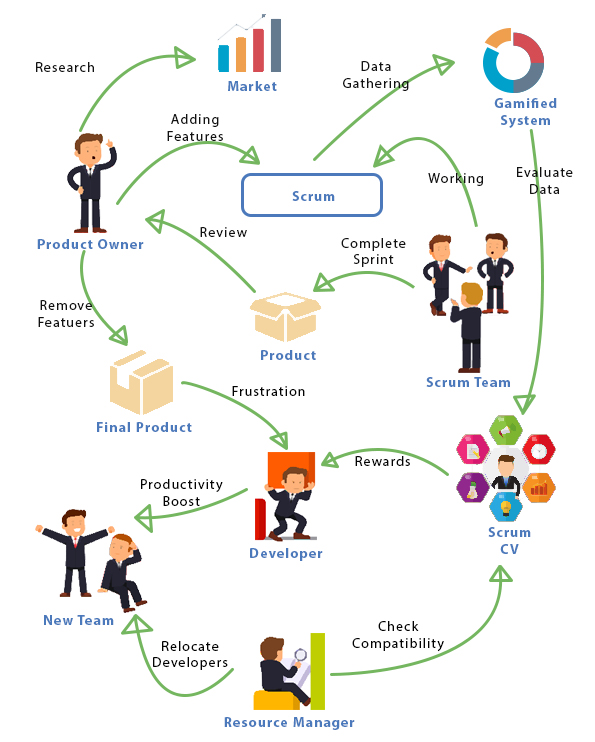 Research
Market
Data
Gathering
Gamified
System
Adding
Features
Scrum
Working
Evaluate
Data
Product Owner
Review
Complete
Sprint
Remove
Featuers
Product
Scrum Team
Final Product
Frustration
Rewards
Productivity
Boost
Developer
Scrum
CV
New Team
Relocate
Developers
Check
Compatibility
Resource Manager